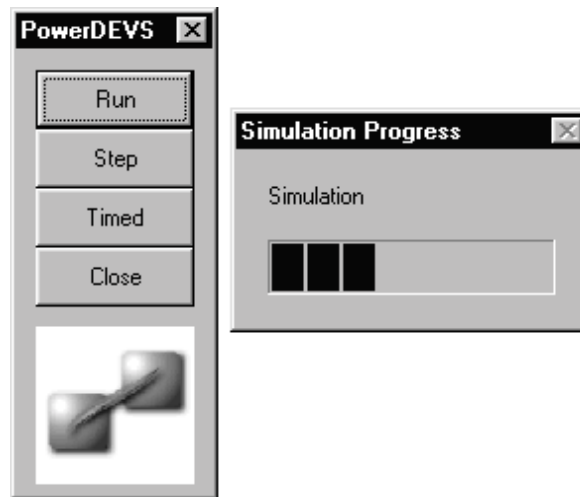 PowerDEVS
Run
Step
Timed
Close
Simulation Progress
Simulation